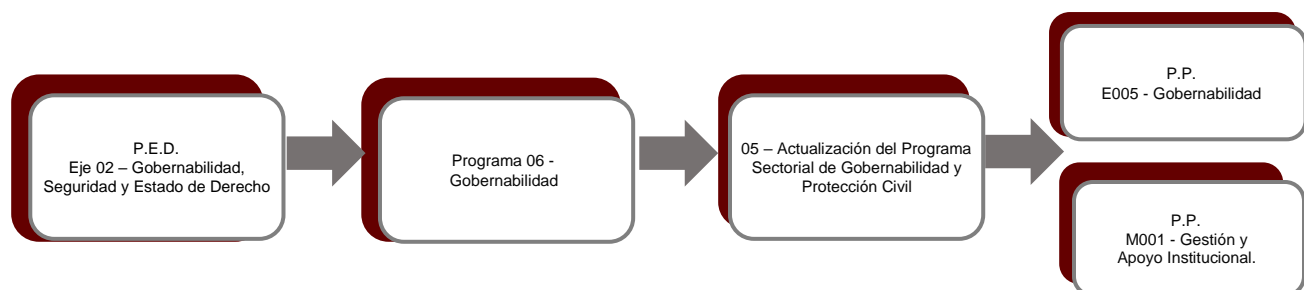 P.E.D.
Eje 02 – Gobernabilidad,
Seguridad y Estado de Derecho
Programa 06 -
Gobernabilidad
05 – Actualización del Programa
Sectorial de Gobernabilidad y
Protección Civil
P.P.
E005 - Gobernabilidad
P.P.
M001 - Gestión y
Apoyo Institucional.